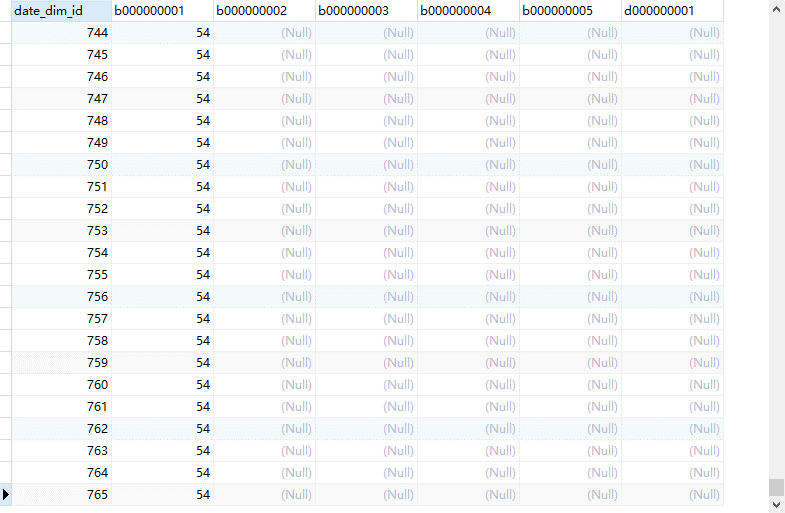 date_dim_id b000000001 b000000002 b000000003 b000000004 b000000005 d000000001
744 54 (Null) (Null) (Null) (Null) (Null)
745 54 (Null) (Null) (Null) (Null) (Null)
746 54 (Null) (Null) (Null) (Null) (Null)
747 54 (Null) (Null) (Null) (Null) (Null)
748 54 (Null) (Null) (Null) (Null) (Null)
749 54 (Null) (Null) (Null) (Null) (Null)
750 54 (Null) (Null) (Null) (Null) (Null)
751 54 (Null) (Null) (Null) (Null) (Null)
752 54 (Null) (Null) (Null) (Null) (Null)
753 54 (Null) (Null) (Null) (Null) (Null)
754 54 (Null) (Null) (Null) (Null) (Null)
755 54 (Null) (Null) (Null) (Null) (Null)
756 54 (Null) (Null) (Null) (Null) (Null)
757 54 (Null) (Null) (Null) (Null) (Null)
758 54 (Null) (Null) (Null) (Null) (Null)
759 54 (Null) (Null) (Null) (Null) (Null)
760 54 (Null) (Null) (Null) (Null) (Null)
761 54 (Null) (Null) (Null) (Null) (Null)
762 54 (Null) (Null) (Null) (Null) (Null)
763 54 (Null) (Null) (Null) (Null) (Null)
764 54 (Null) (Null) (Null) (Null) (Null)
765 54 (Null) (Null) (Null) (Null) (Null)